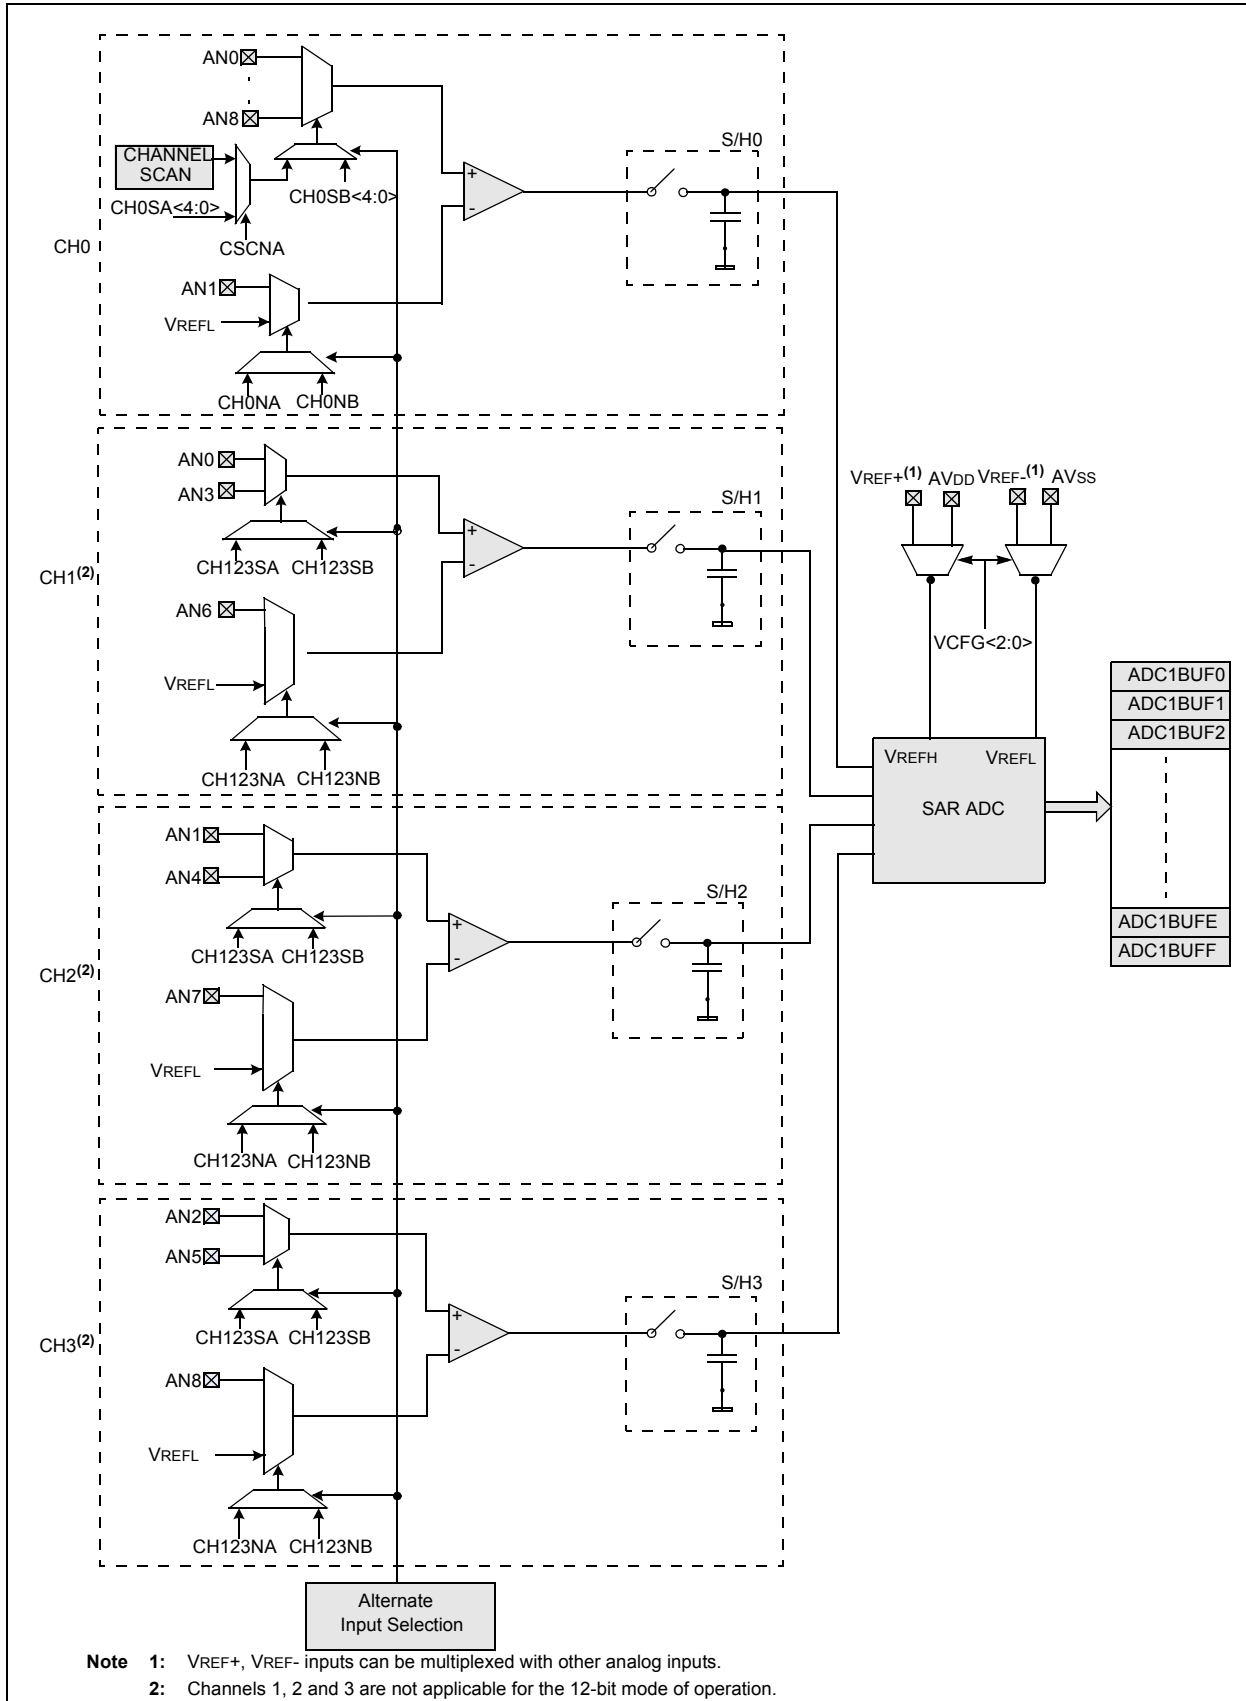 AN0
AN8
CHANNEL
SCAN
CH0SA<4:0>
CH0SB<4:0>
CSCNA
CH0
AN1
VREFL
CH0NA CH0NB
+
-
S/H0
AN0
AN3
CH123SA CH123SB
CH1(2)
AN6
VREFL
CH123NA CH123NB
+
-
S/H1
AN1
AN4
CH123SA CH123SB
CH2(2)
AN7
VREFL
CH123NA CH123NB
+
-
S/H2
AN2
AN5
CH123SA CH123SB
CH3(2)
AN8
VREFL
CH123NA CH123NB
+
-
S/H3
VREF+(1) AVDD VREF-(1) AVSS
VCFG<2:0>
VREFH VREFL
SAR ADC
ADC1BUF0
ADC1BUF1
ADC1BUF2
ADC1BUFE
ADC1BUFF
Alternate
Input Selection
Note 1: VREF+, VREF- inputs can be multiplexed with other analog inputs.
2: Channels 1, 2 and 3 are not applicable for the 12-bit mode of operation.